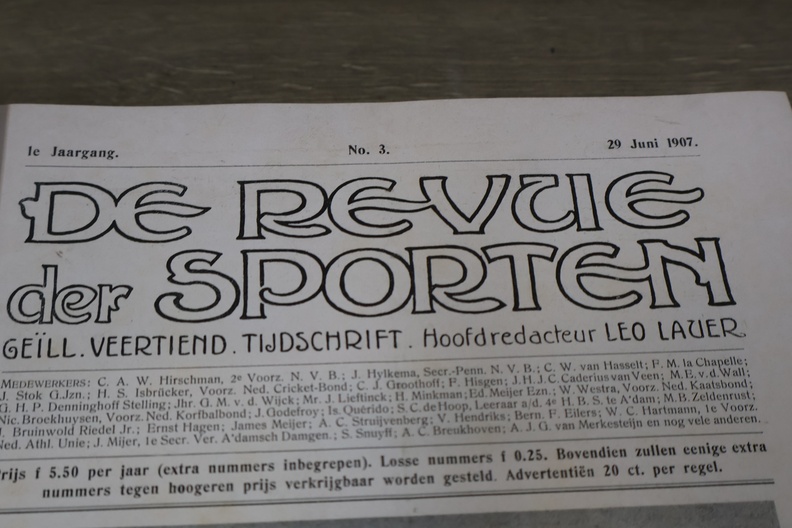 1e Jaargang. No. 3. 29 Juni 1907.
DE REVUE
der SPORTEN
GEÏLL. VEERTIEND. TIJDSCHRIFT. Hoofdredacteur LEO LAUER.
MEDEWERKERS: C. A. W. Hirschman, 2e Voorz. N. V. B.; J. Hylkema, Secr.-Penn. N. V. B.; C. W. van Hasselt; F. M. la Chapelle;
J. Stok G.Jzn.; H. S. Isbrücker, Voorz. Ned. Cricket-Bond; C. J. Groothoff; F. Hisgen; J.H.J.C. Caderius van Veen; M.E.v.d.Wall;
G. H. P. Denninghoff Stelling; Jhr. G. M. v. d. Wijck; Mr. J. Lieftinck; H. Minkman; Ed. Meijer Ezn.; W. Westra, Voorz. Ned. Kaatsbond;
Nic. Broekhuysen, Voorz. Ned. Korfbalbond; J. Godefroy; Is. Quérido; S. C. de Hoop, Leeraar a/d. 4e H. B. S. te A'dam; M.B. Zeldenrust;
J. Bruinwold Riedel Jr.; Ernst Hagen; James Meijer; A. C. Struijvenberg; V. Hendriks; Bern. F. Eilers; W. C. Hartmann, 1e Voorz.
Ned. Athl. Unie; J. Mijer, 1e Secr. Ver. A'damsch Damgen.; S. Snuyff; A. C. Breukhoven; A. J. G. van Merkesteijn en nog vele anderen.
Prijs f 5.50 per jaar (extra nummers inbegrepen). Losse nummers f 0.25. Bovendien zullen eenige extra
nummers tegen hoogeren prijs verkrijgbaar worden gesteld. Advertentiën 20 ct. per regel.